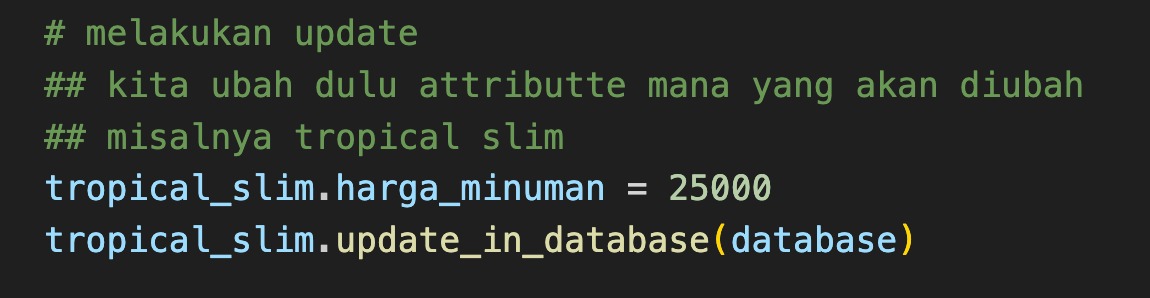 # melakukan update
## kita ubah dulu attributte mana yang akan diubah
## misalnya tropical slim
tropical_slim.harga_minuman = 25000
tropical_slim.update_in_database(database)